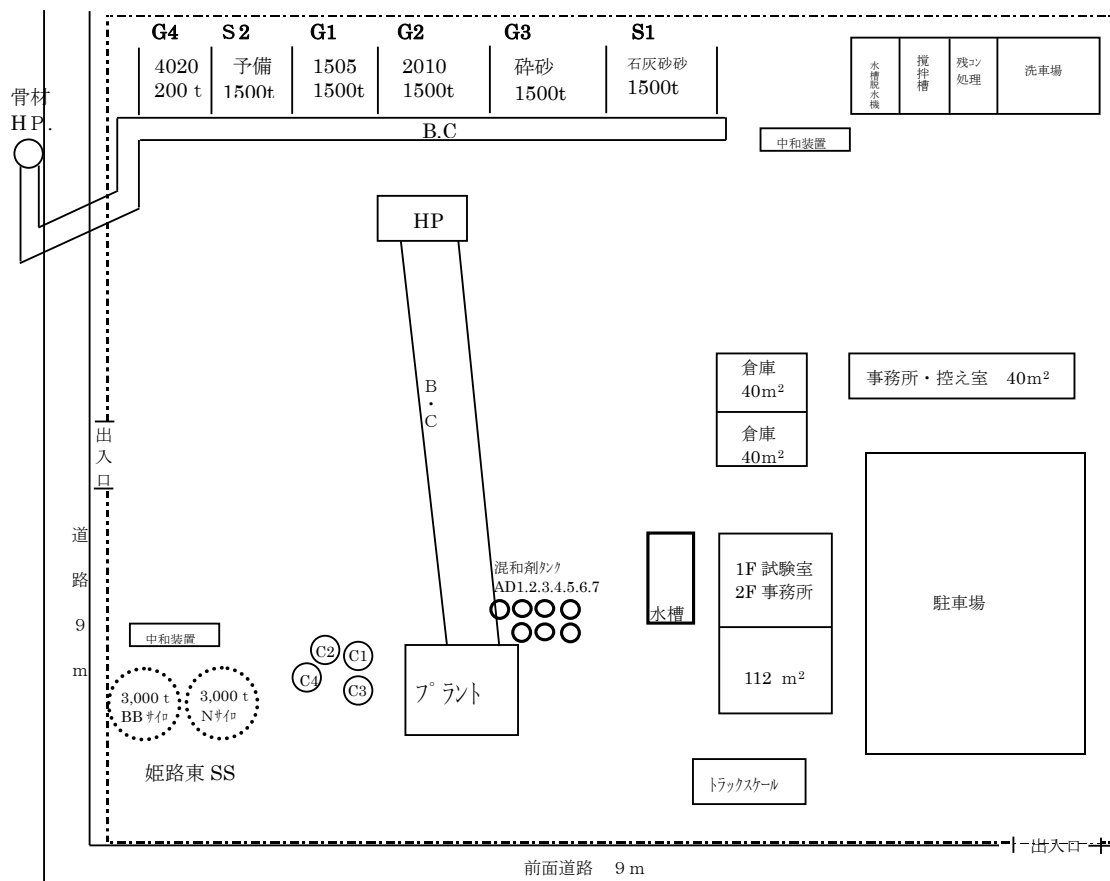 G4 S2 G1 G2 G3 S1
4020 予備 1505 2010 砕砂 石灰砕砂
200 t 1500t 1500t 1500t 1500t 1500t
水槽脱水機
撹拌槽
残コン
処理
洗車場
骨材
HP.
B.C
中和装置
HP
B・C
倉庫
40m²
倉庫
40m²
事務所・控え室 40m²
出入口
道路9m
混和剤タンク
AD1.2.3.4.5.6.7
水槽
1F 試験室
2F 事務所
112 m²
駐車場
中和装置
C2
C1
C4
C3
プラント
3,000 t
BB サイロ
3,000 t
N サイロ
姫路東 SS
トラックスケール
出入口
前面道路 9m